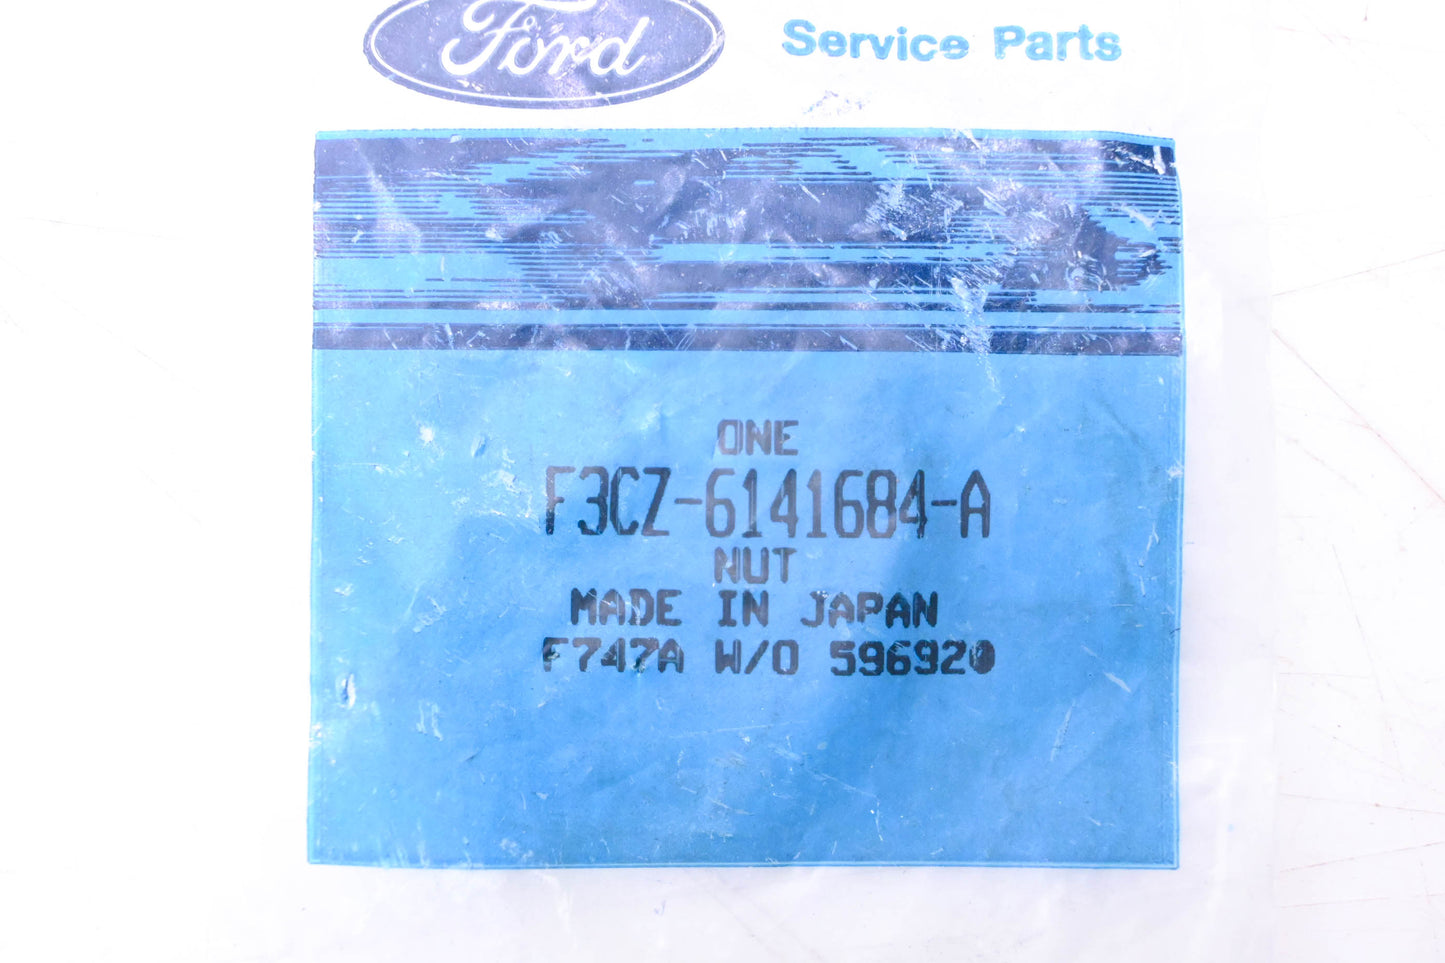 Ford
Service Parts
ONE
F3CZ-6141684-A
NUT
MADE IN JAPAN
F747A W/O 596920